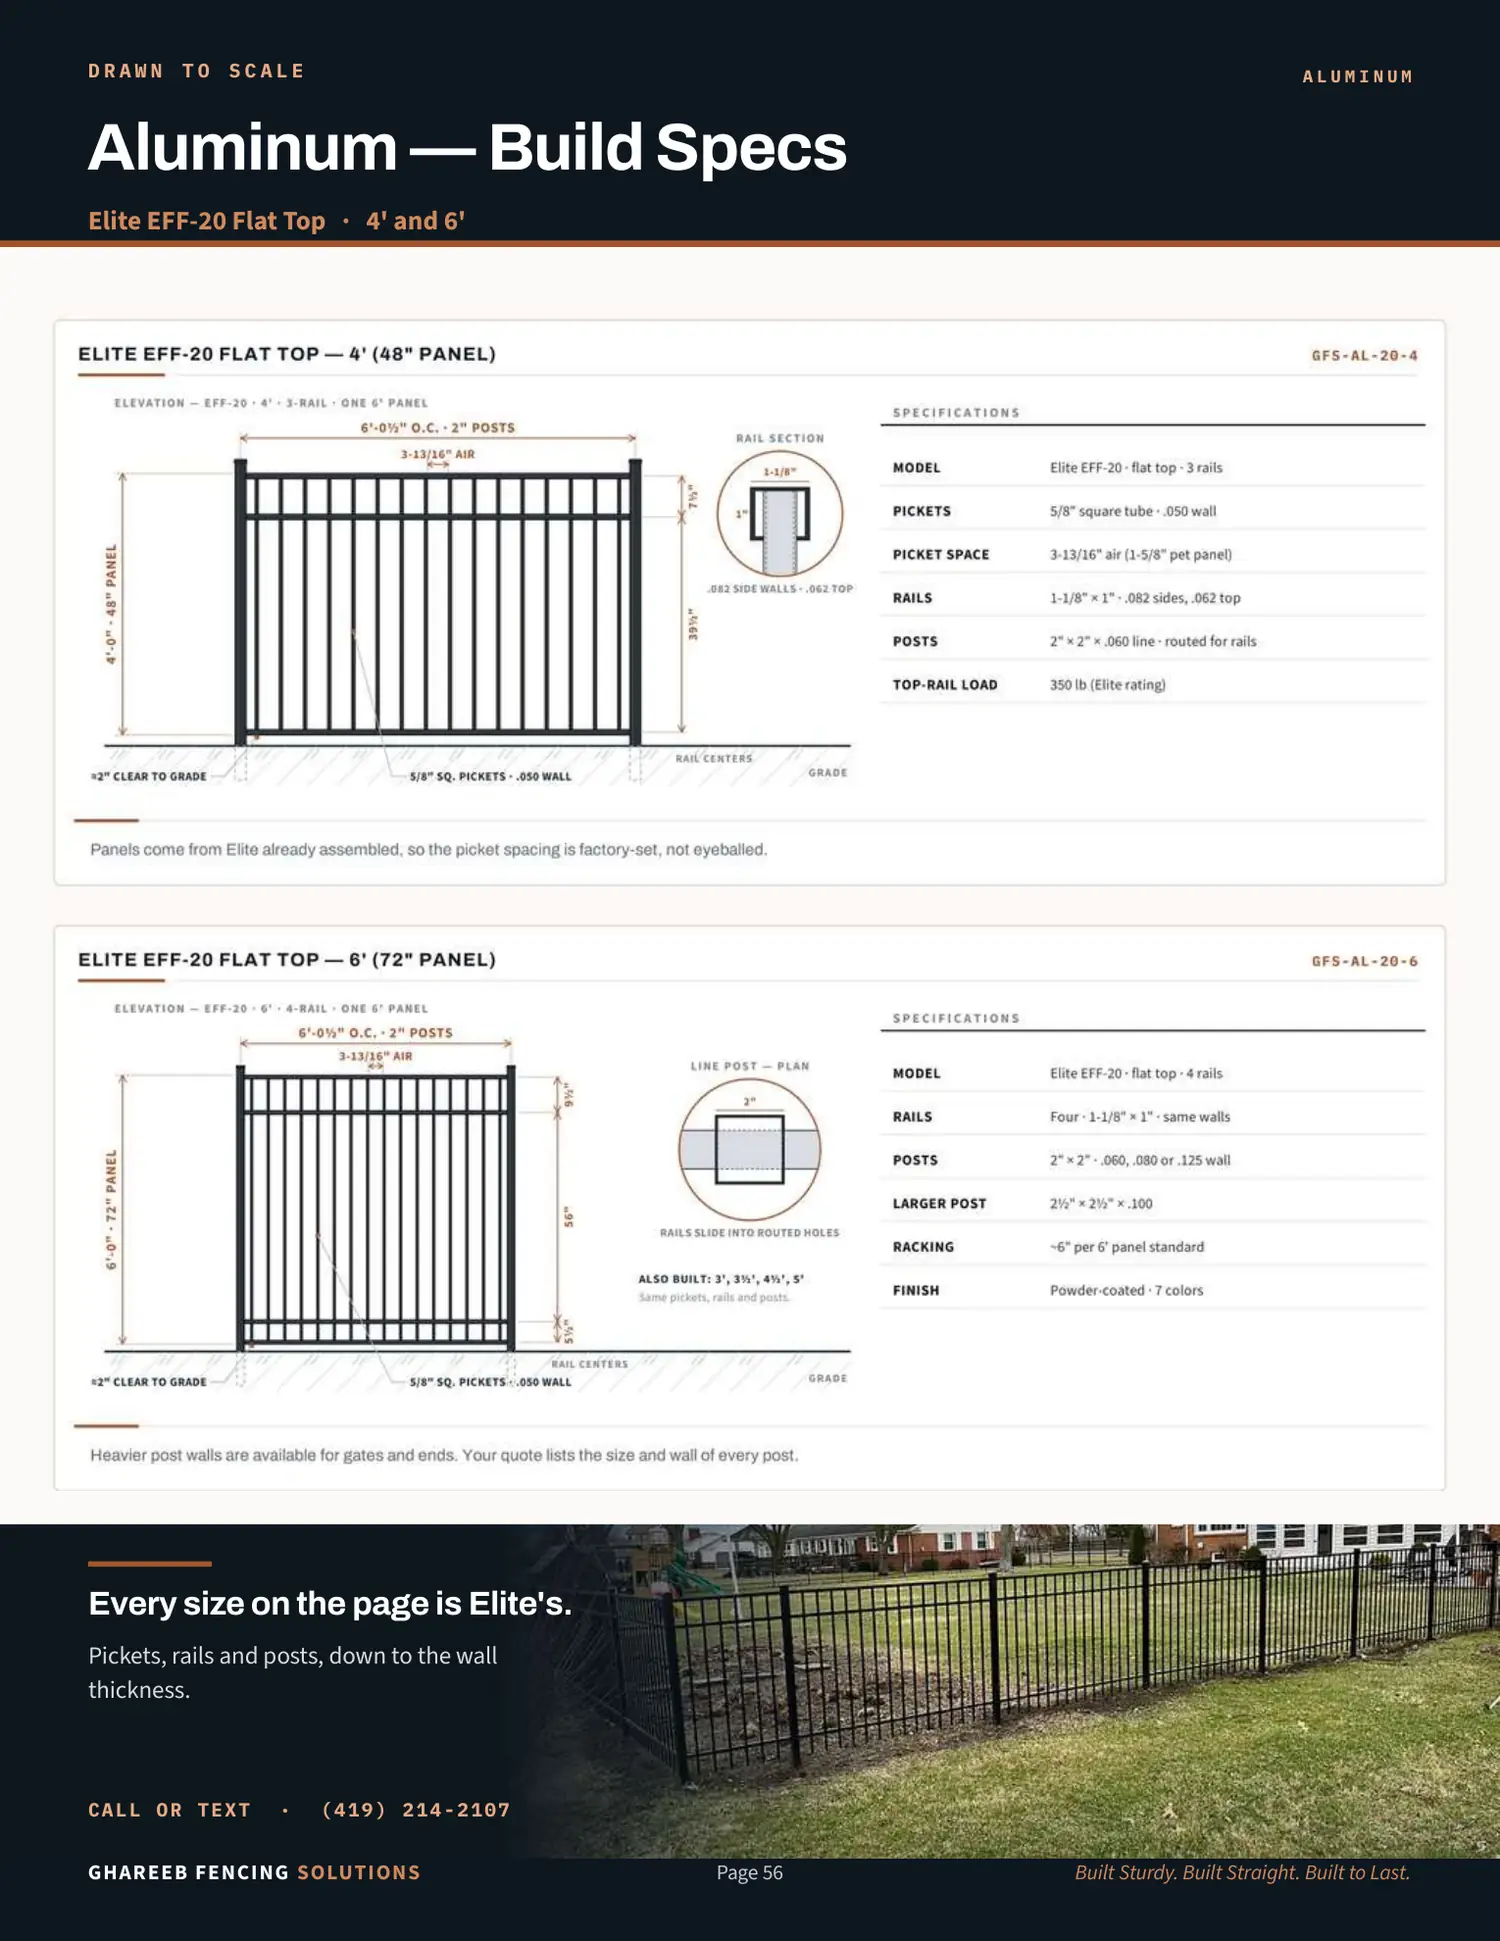 DRAWN TO SCALE
ALUMINUM
Aluminum — Build Specs
Elite EFF-20 Flat Top · 4' and 6'
ELITE EFF-20 FLAT TOP — 4' (48" PANEL)
GFS-AL-20-4
ELEVATION — EFF-20 · 4' · 3-RAIL · ONE 6' PANEL
6'-0½" O.C. · 2" POSTS
3-13/16" AIR
4'-0" · 48" PANEL
7½"
39½"
RAIL SECTION
1-1/8"
1"
.082 SIDE WALLS · .062 TOP
≈2" CLEAR TO GRADE
5/8" SQ. PICKETS · .050 WALL
RAIL CENTERS
GRADE
SPECIFICATIONS
MODEL Elite EFF-20 · flat top · 3 rails
PICKETS 5/8" square tube · .050 wall
PICKET SPACE 3-13/16" air (1-5/8" pet panel)
RAILS 1-1/8" × 1" · .082 sides, .062 top
POSTS 2" × 2" × .060 line · routed for rails
TOP-RAIL LOAD 350 lb (Elite rating)
Panels come from Elite already assembled, so the picket spacing is factory-set, not eyeballed.
ELITE EFF-20 FLAT TOP — 6' (72" PANEL)
GFS-AL-20-6
ELEVATION — EFF-20 · 6' · 4-RAIL · ONE 6' PANEL
6'-0½" O.C. · 2" POSTS
3-13/16" AIR
6'-0" · 72" PANEL
9½"
56"
5½"
LINE POST — PLAN
2"
RAILS SLIDE INTO ROUTED HOLES
ALSO BUILT: 3', 3½', 4½', 5'
Same pickets, rails and posts.
≈2" CLEAR TO GRADE
5/8" SQ. PICKETS · .050 WALL
RAIL CENTERS
GRADE
SPECIFICATIONS
MODEL Elite EFF-20 · flat top · 4 rails
RAILS Four · 1-1/8" × 1" · same walls
POSTS 2" × 2" · .060, .080 or .125 wall
LARGER POST 2½" × 2½" × .100
RACKING ~6" per 6' panel standard
FINISH Powder-coated · 7 colors
Heavier post walls are available for gates and ends. Your quote lists the size and wall of every post.
Every size on the page is Elite's.
Pickets, rails and posts, down to the wall
thickness.
CALL OR TEXT · (419) 214-2107
GHAREEB FENCING SOLUTIONS
Page 56
Built Sturdy. Built Straight. Built to Last.